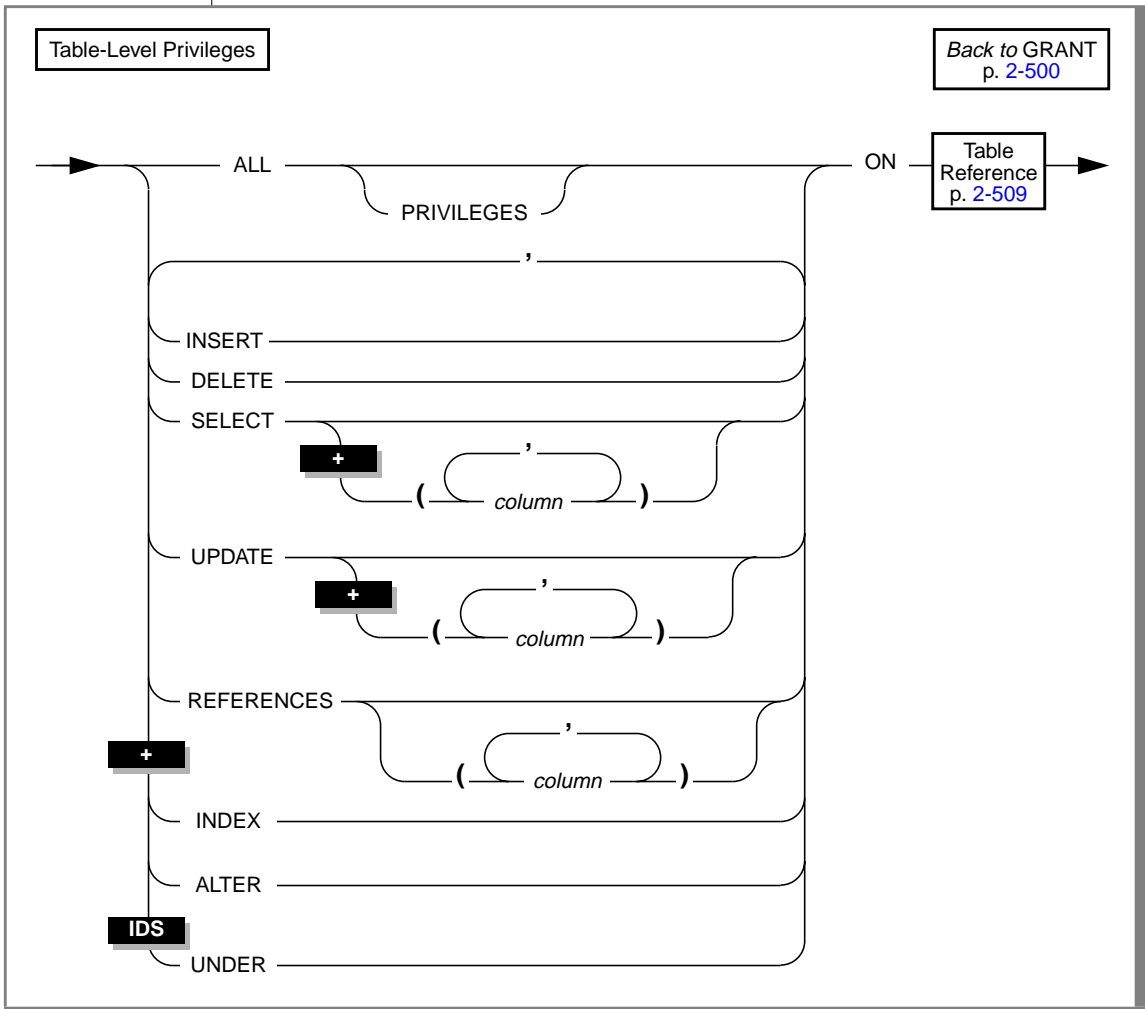 Table-Level Privileges
Back to GRANT
p. 2-500
ALL
PRIVILEGES
ON
Table
Reference
p. 2-509
,
INSERT
DELETE
SELECT
+
,
( column )
UPDATE
+
,
( column )
REFERENCES
,
( column )
+
INDEX
ALTER
IDS
UNDER